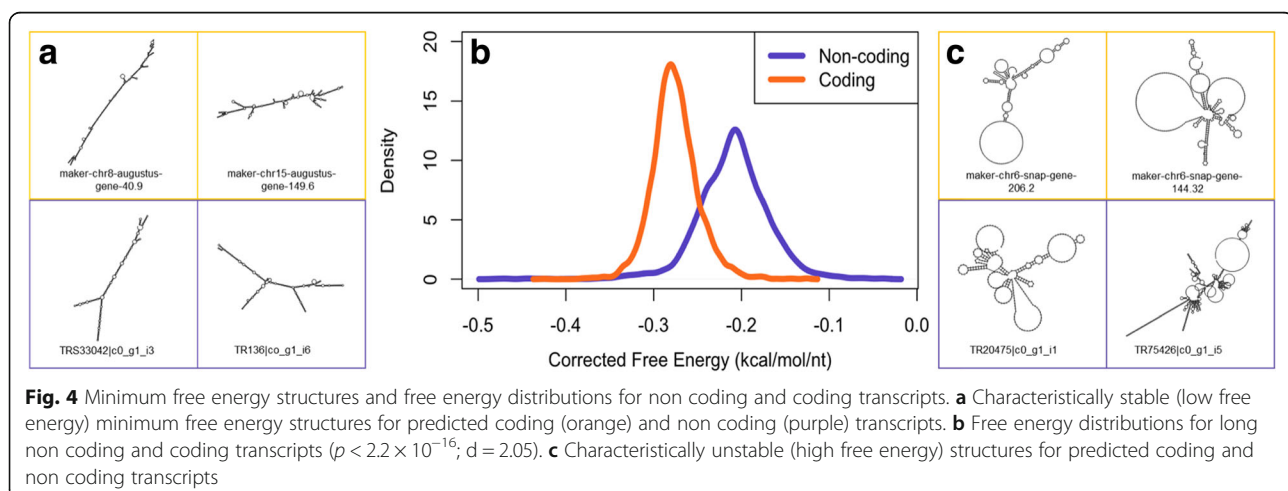 a
maker-chr8-augustus-
gene-40.9
maker-chr15-augustus-
gene-149.6
TRS33042|c0_g1_i3
TR136|co_g1_i6
b
Non-coding
Coding
Density
20
15
10
5
0
-0.5
-0.4
-0.3
-0.2
-0.1
0.0
Corrected Free Energy (kcal/mol/nt)
c
maker-chr6-snap-gene-
206.2
maker-chr6-snap-gene-
144.32
TR20475|c0_g1_i1
TR75426|c0_g1_i5
Fig. 4 Minimum free energy structures and free energy distributions for non coding and coding transcripts. a Characteristically stable (low free
energy) minimum free energy structures for predicted coding (orange) and non coding (purple) transcripts. b Free energy distributions for long
non coding and coding transcripts (p < 2.2 × 10⁻¹⁶; d = 2.05). c Characteristically unstable (high free energy) structures for predicted coding and
non coding transcripts